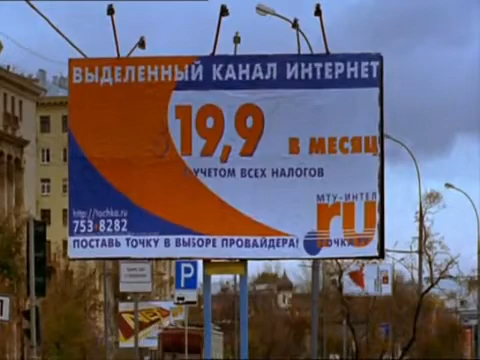 ВЫДЕЛЕННЫЙ КАНАЛ ИНТЕРНЕТ
19,9 В МЕСЯЦ
С УЧЕТОМ ВСЕХ НАЛОГОВ
МТУ-ИНТЕЛ
http://tochka.ru
753-8282
ru
ТОЧКА.РУ
ПОСТАВЬ ТОЧКУ В ВЫБОРЕ ПРОВАЙДЕРА!
P